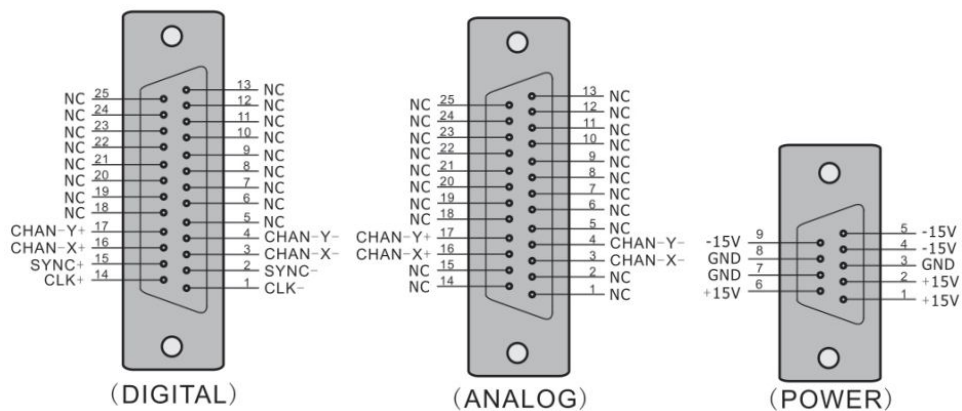 NC 25
NC 24
NC 23
NC 22
NC 21
NC 20
NC 19
NC 18
CHAN-Y+ 17
CHAN-X+ 16
SYNC+ 15
CLK+ 14
13 NC
12 NC
11 NC
10 NC
9 NC
8 NC
7 NC
6 NC
5 NC
4 CHAN-Y-
3 CHAN-X-
2 SYNC-
1 CLK-
(DIGITAL)
NC 25
NC 24
NC 23
NC 22
NC 21
NC 20
NC 19
NC 18
CHAN-Y+ 17
CHAN-X+ 16
NC 15
NC 14
13 NC
12 NC
11 NC
10 NC
9 NC
8 NC
7 NC
6 NC
5 NC
4 CHAN-Y-
3 CHAN-X-
2 NC
1 NC
(ANALOG)
-15V 9
GND 8
GND 7
+15V 6
5 -15V
4 -15V
3 GND
2 +15V
1 +15V
(POWER)